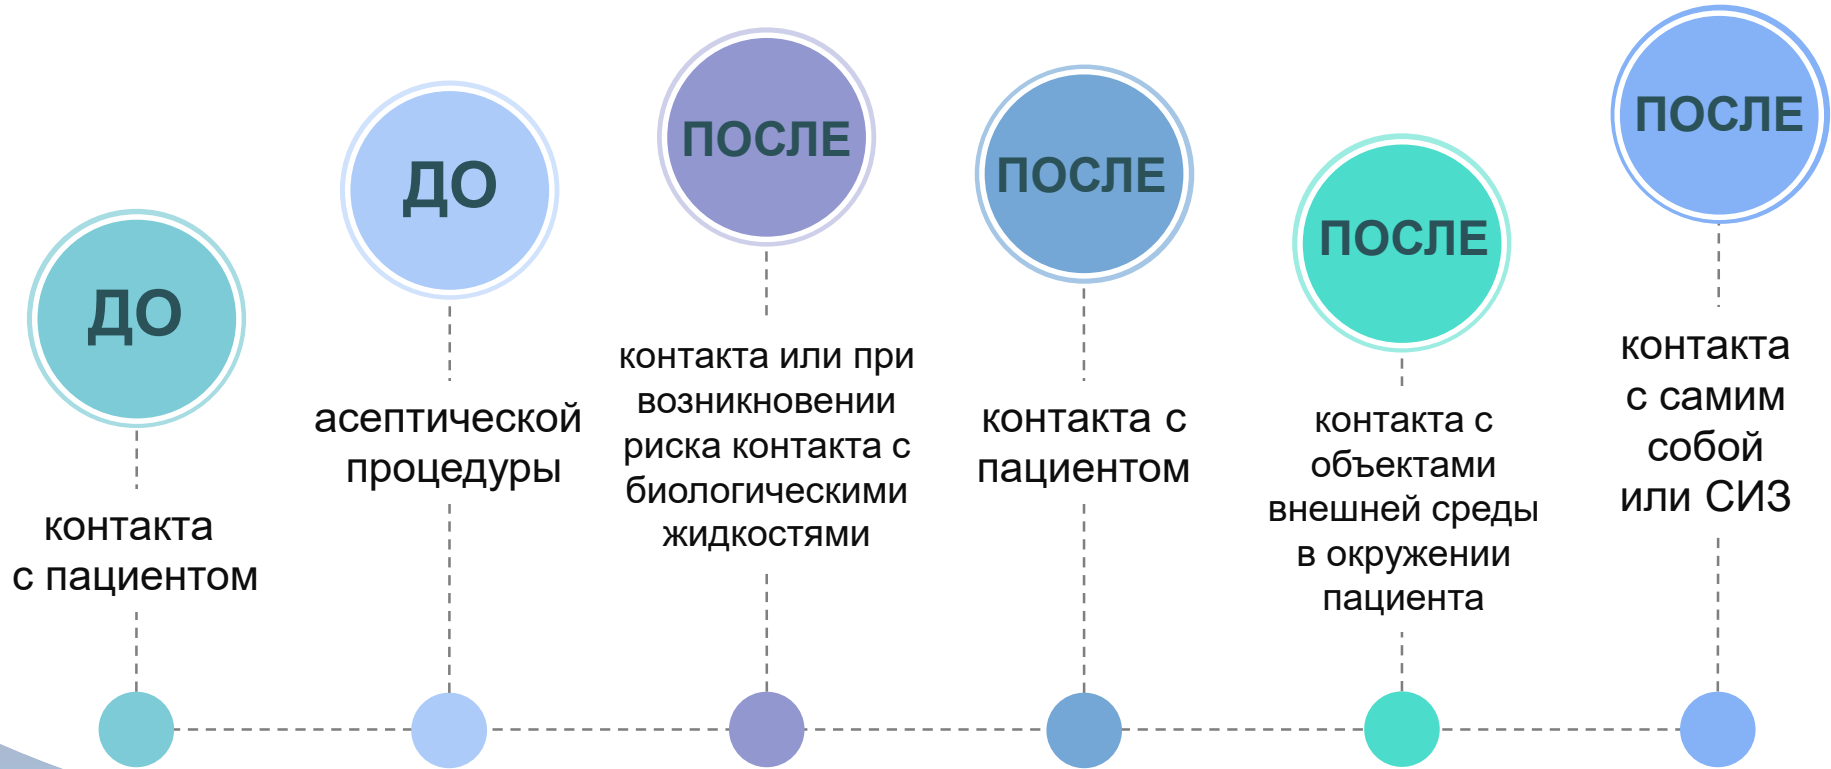 ДО
контакта
с пациентом
ДО
асептической
процедуры
ПОСЛЕ
контакта или при
возникновении
риска контакта с
биологическими
жидкостями
ПОСЛЕ
контакта с
пациентом
ПОСЛЕ
контакта с
объектами
внешней среды
в окружении
пациента
ПОСЛЕ
контакта
с самим
собой
или СИЗ